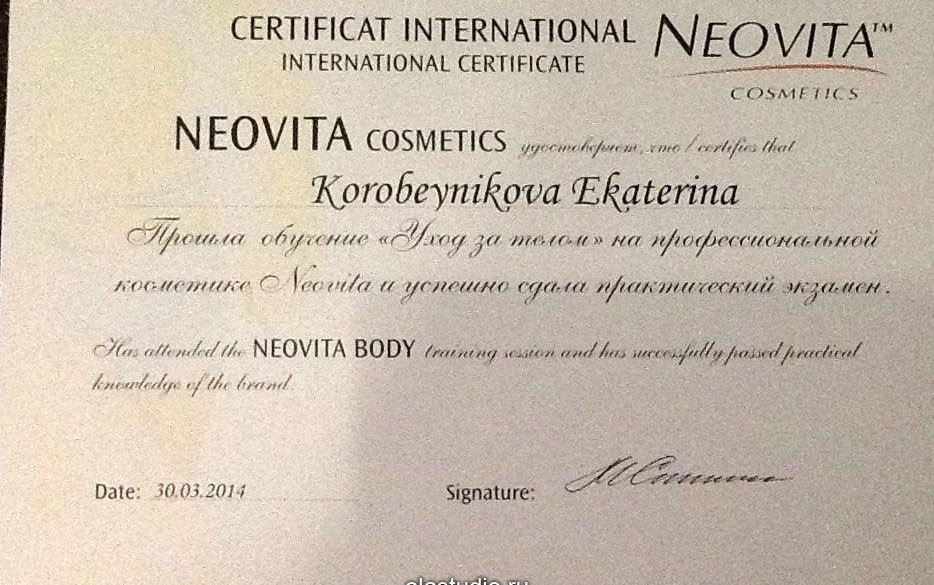 CERTIFICAT INTERNATIONAL
INTERNATIONAL CERTIFICATE
NEOVITA™
COSMETICS
NEOVITA COSMETICS удостоверяет, что / certifies that
Korobeynikova Ekaterina
Прошла обучение «Уход за телом» на профессиональной
косметике Neovita и успешно сдала практический экзамен.
Has attended the NEOVITA BODY training session and has successfully passed practical
knowledge of the brand.
Date: 30.03.2014
Signature: